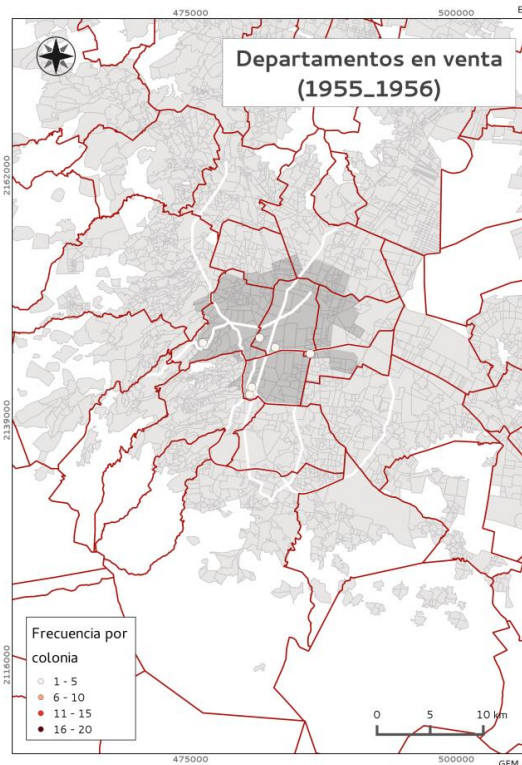 475000
500000
E
Departamentos en venta
(1955_1956)
2162000
2139000
2116000
Frecuencia por
colonia
1 - 5
6 - 10
11 - 15
16 - 20
0
5
10 km
475000
500000
GEM